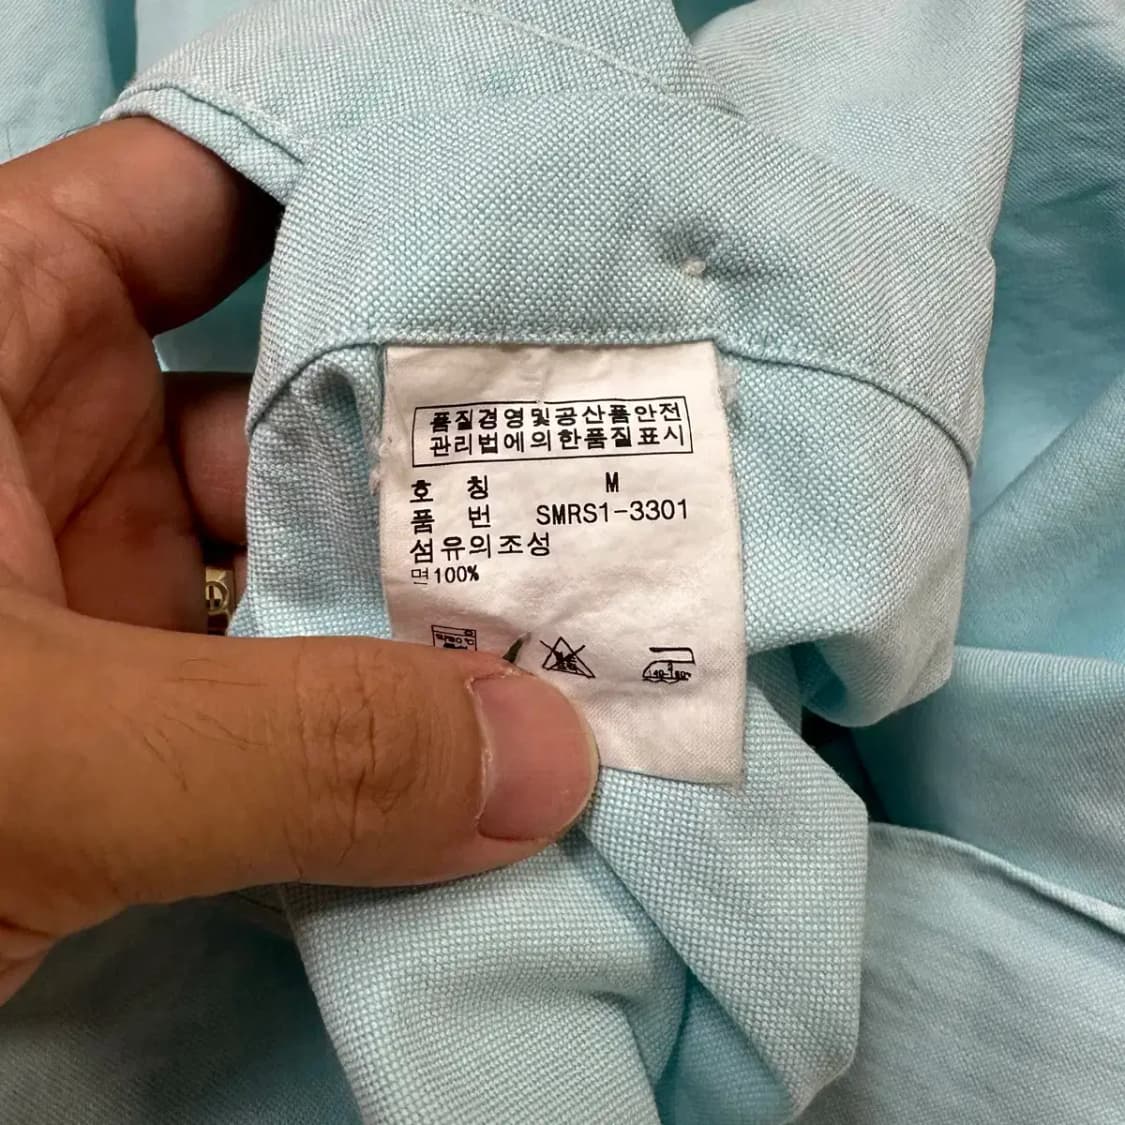 품질경영및공산품안전
관리법에의한품질표시
호 칭 M
품 번 SMRS1-3301
섬유의조성
면100%